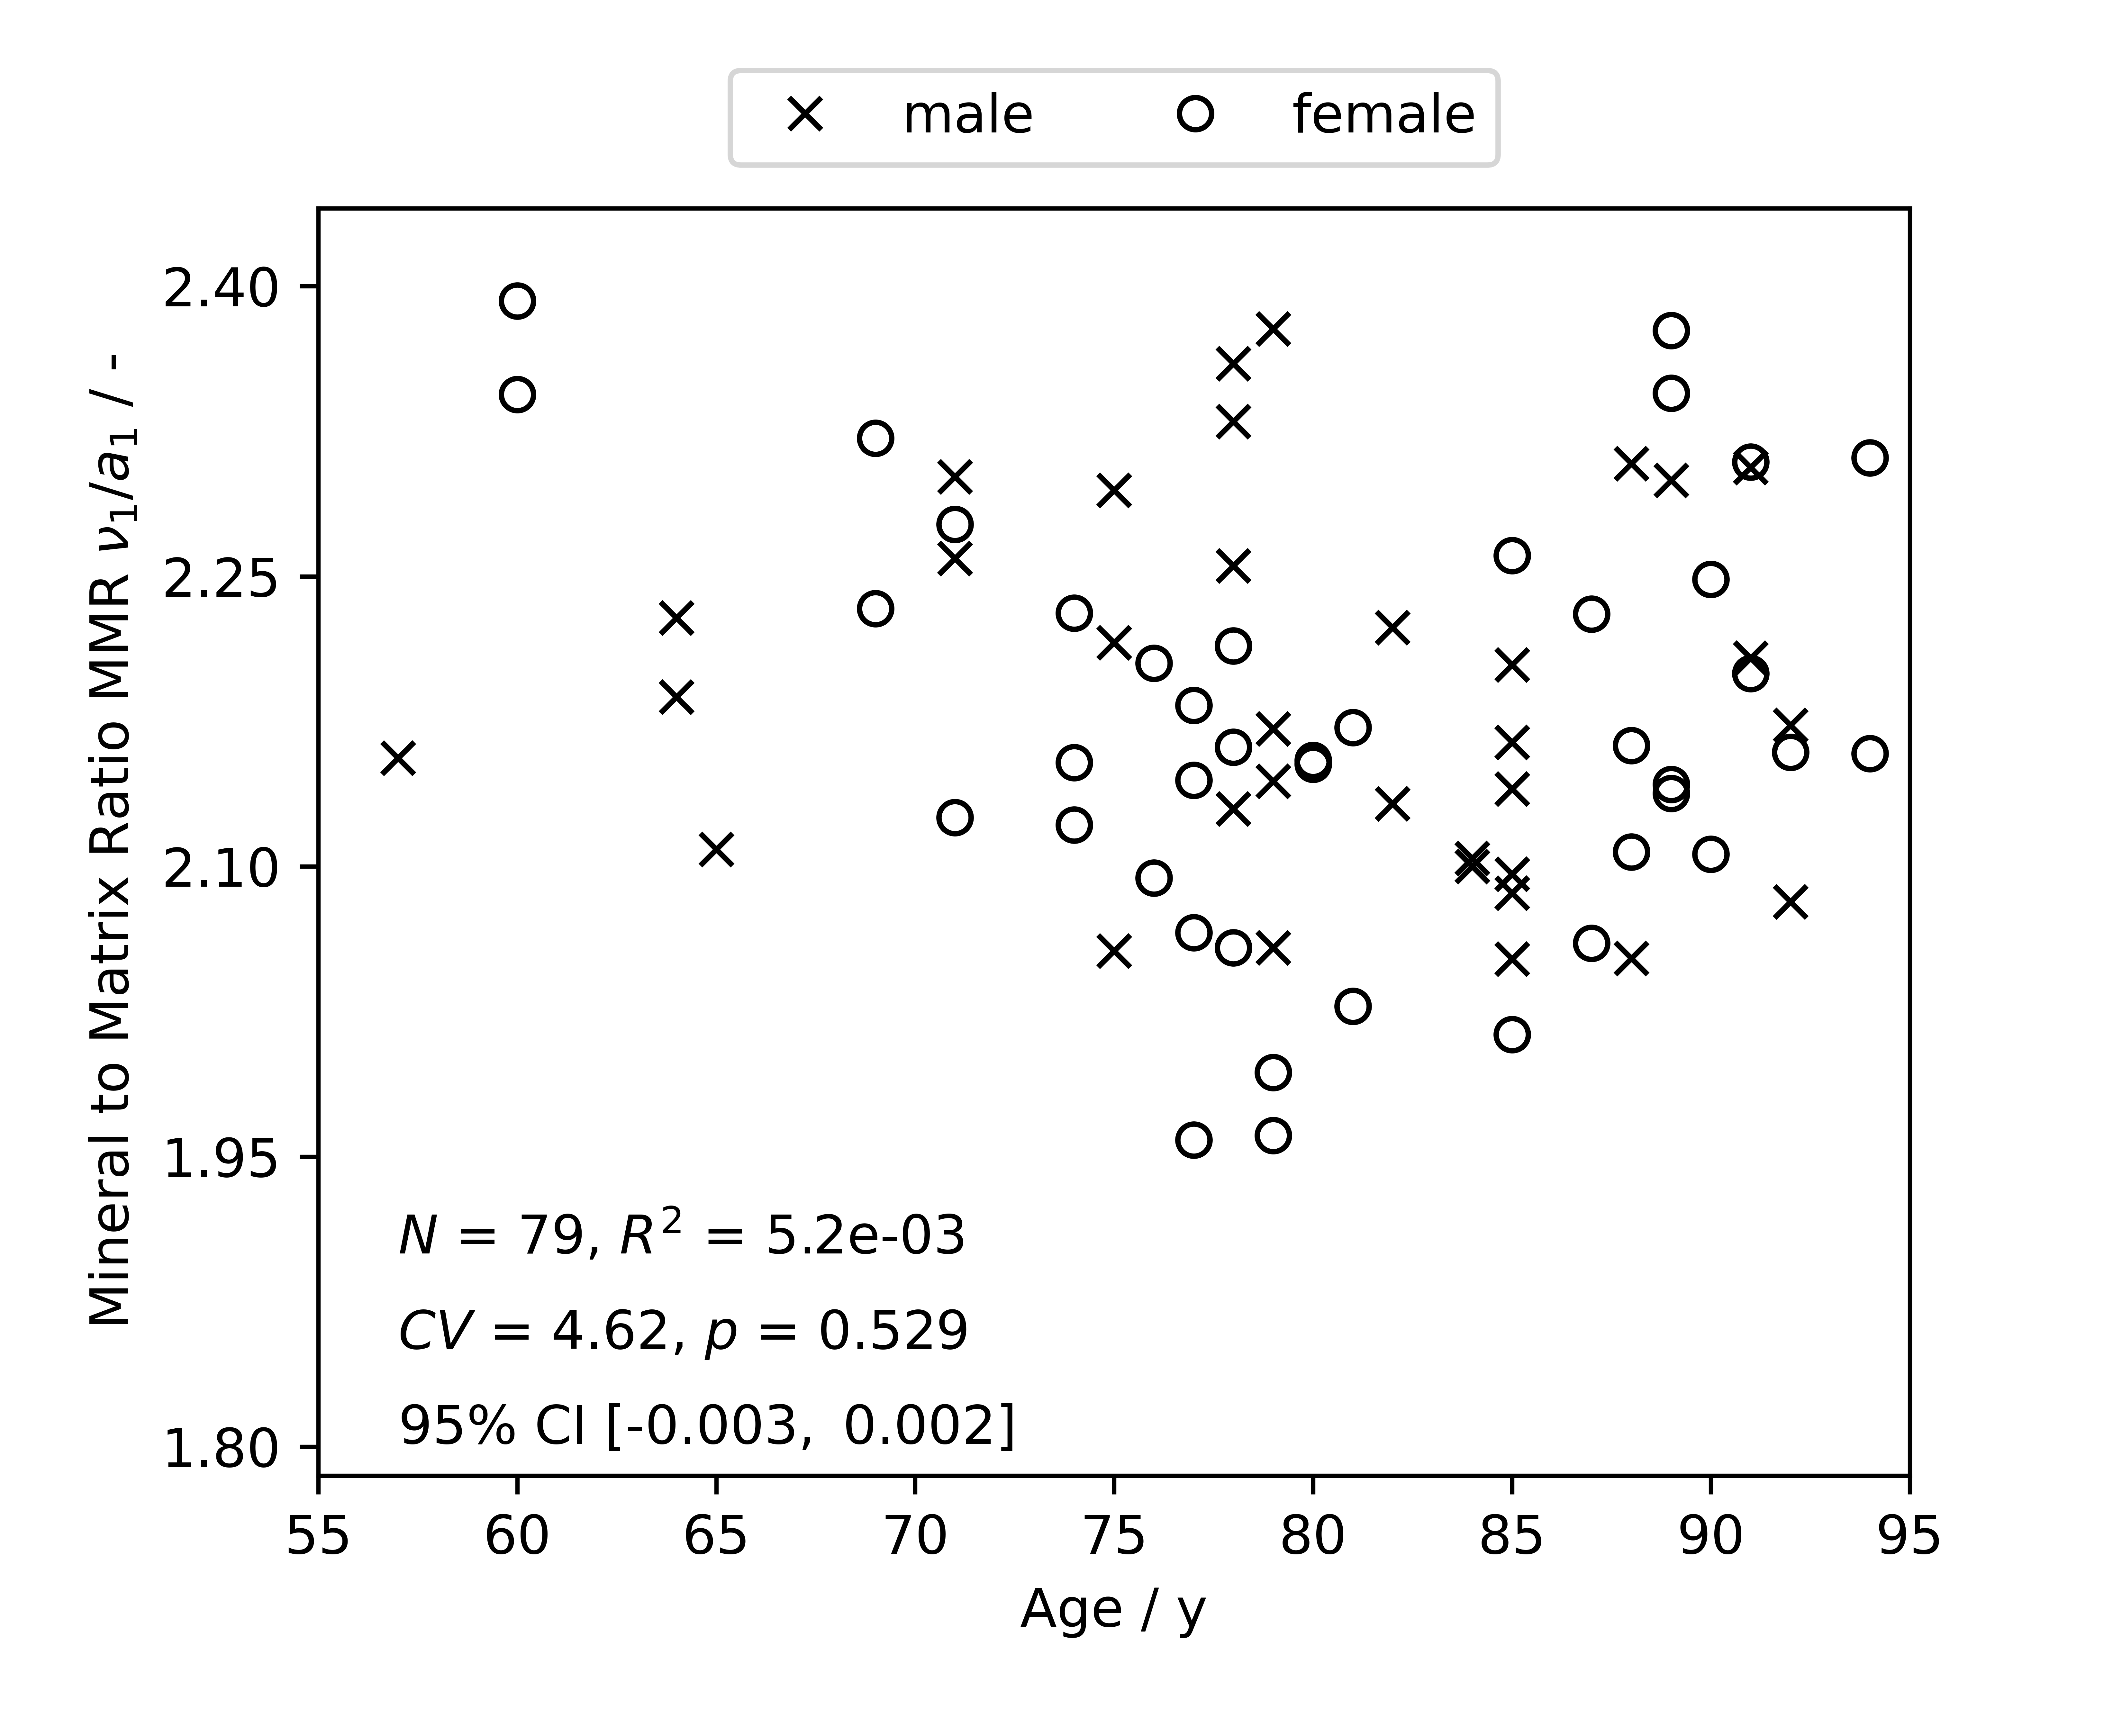 male female
Mineral to Matrix Ratio MMR ν₁/a₁ / -
2.40
2.25
2.10
1.95
1.80
N = 79, R² = 5.2e-03
CV = 4.62, p = 0.529
95% CI [-0.003, 0.002]
55 60 65 70 75 80 85 90 95
Age / y